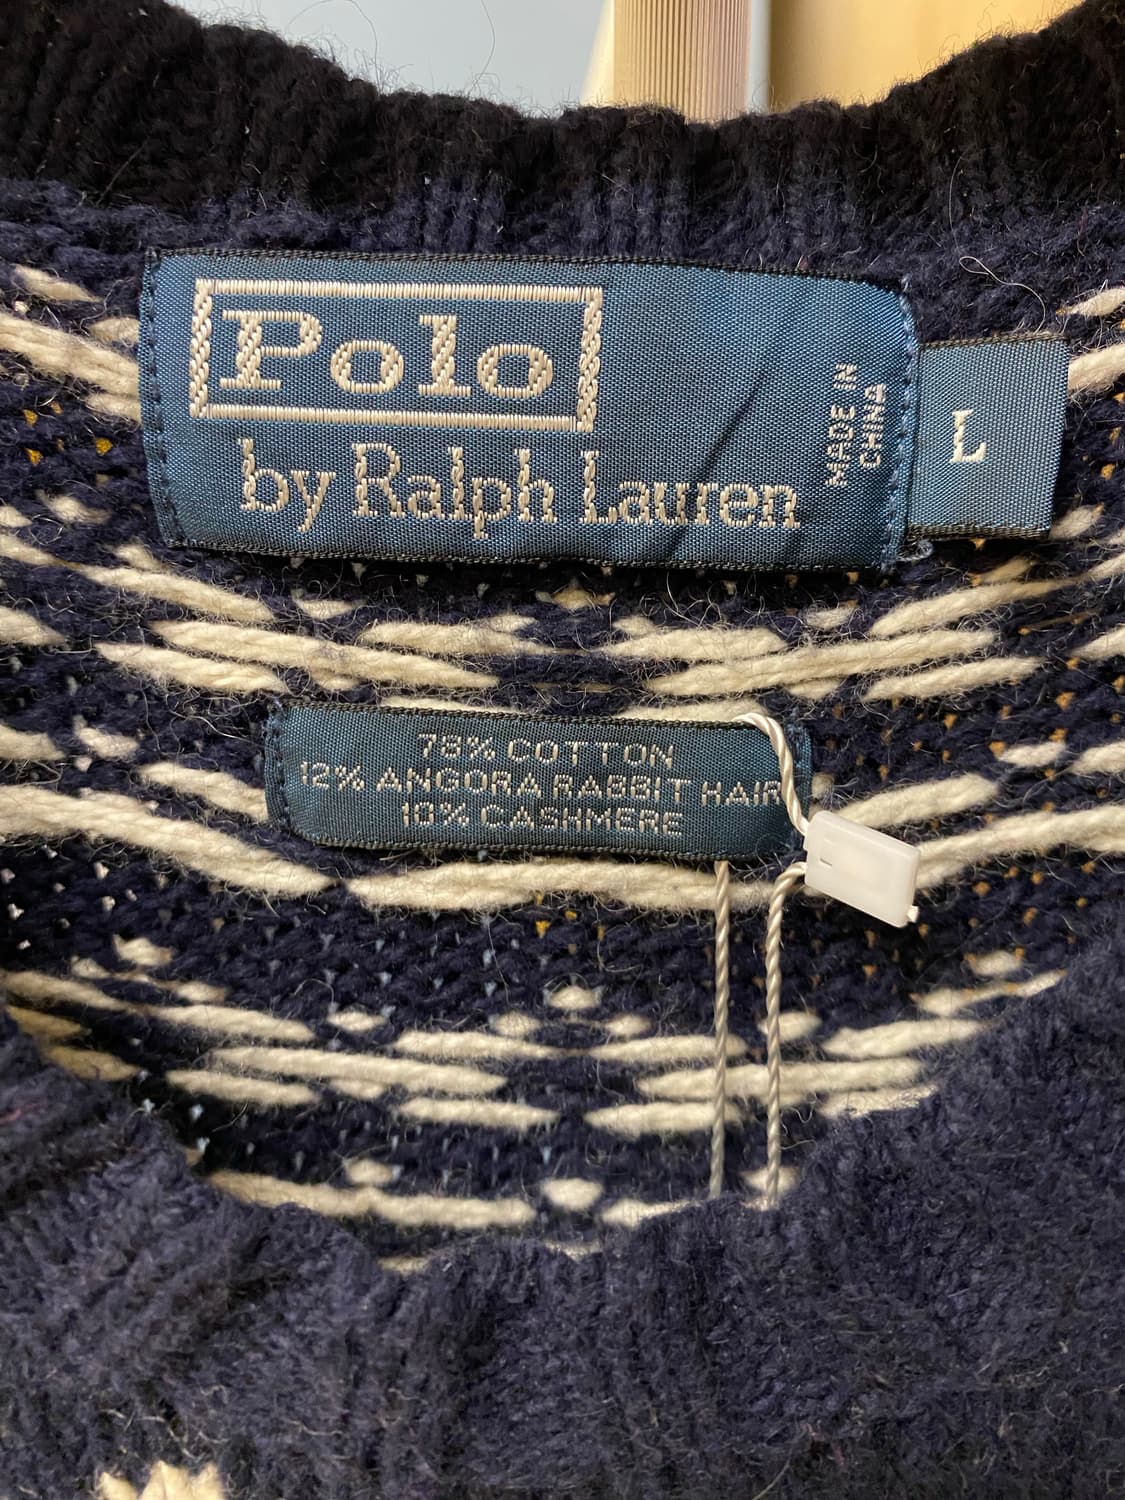 Polo
by Ralph Lauren
MADE IN
CHINA
L
78% COTTON
12% ANGORA RABBIT HAIR
10% CASHMERE